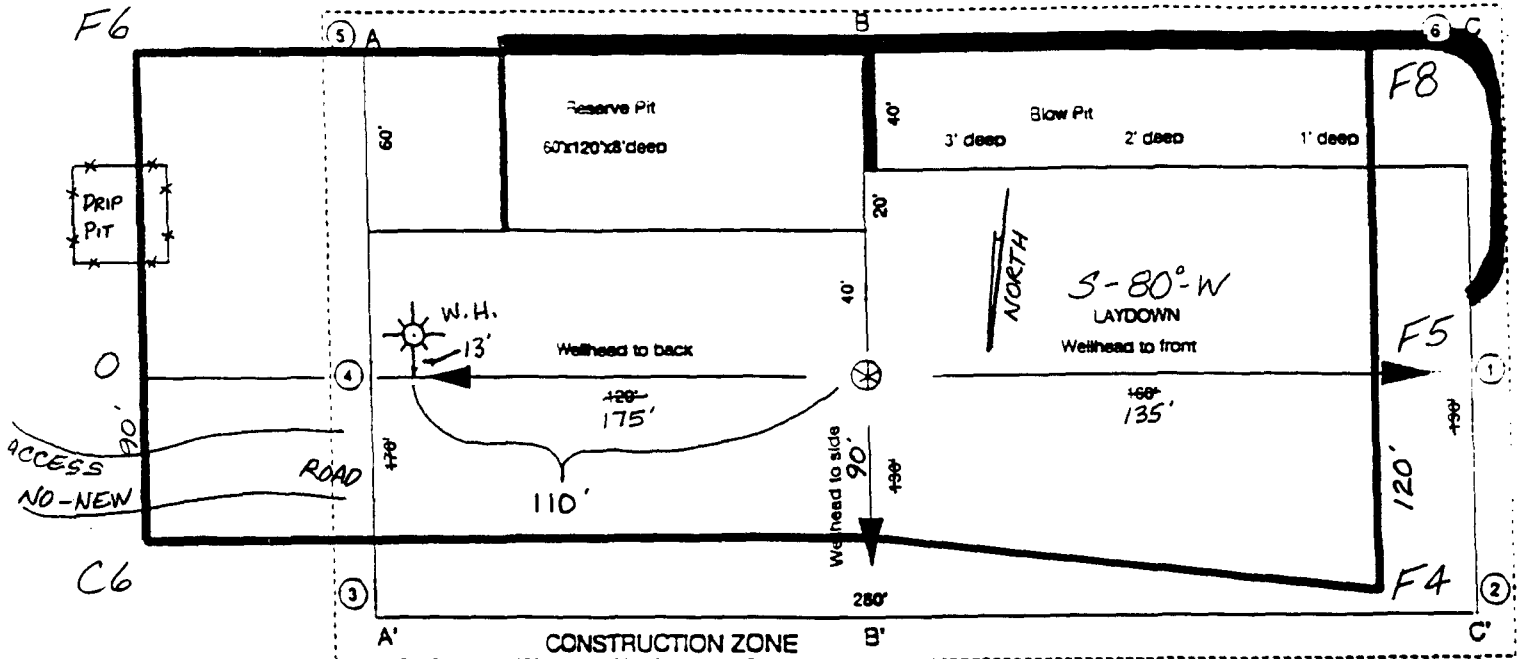 F6
5
A
B
6
C
F8
Reserve Pit
60'x120'x8'deep
60'
40'
Blow Pit
3' deep
2' deep
1' deep
DRIP
PIT
20'
NORTH
S-80°-W
LAYDOWN
Wellhead to front
40'
W.H.
13'
Wellhead to back
F5
O
4
1
120'
175'
160'
135'
90'
ACCESS
ROAD
NO-NEW
170'
110'
Wellhead to side
90'
130'
120'
C6
3
F4
2
280'
A'
B'
C'
CONSTRUCTION ZONE